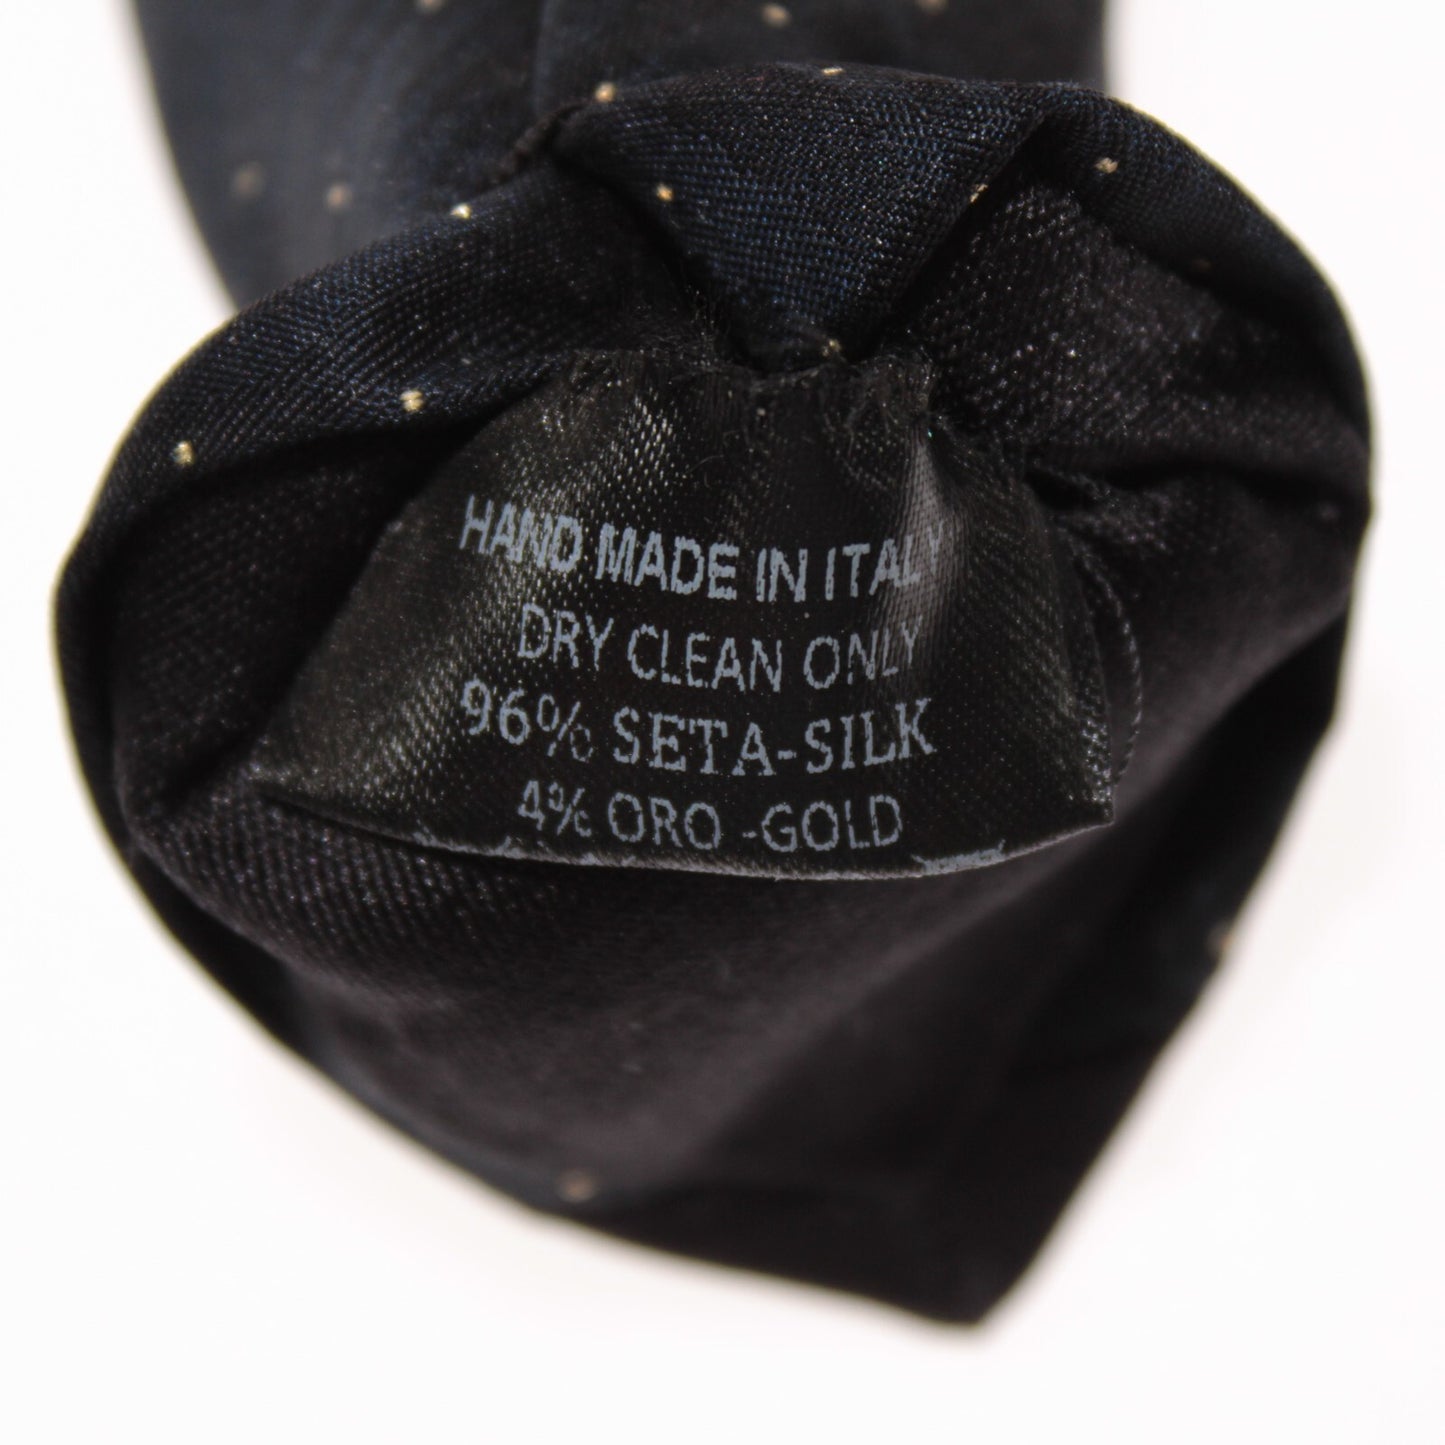 HAND MADE IN ITALY
DRY CLEAN ONLY
96% SETA-SILK
4% ORO -GOLD